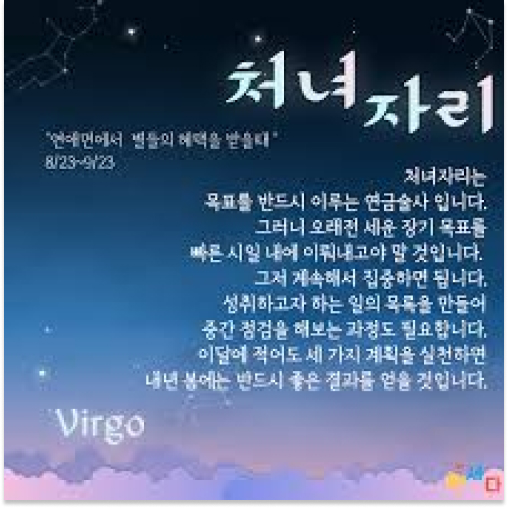 처녀자리
"연애면에서 별들의 혜택을 받을때"
8/23~9/23
처녀자리는
목표를 반드시 이루는 연금술사 입니다.
그러니 오래전 세운 장기 목표를
빠른 시일 내에 이뤄내고야 말 것입니다.
그저 계속해서 집중하면 됩니다.
성취하고자 하는 일의 목록을 만들어
중간 점검을 해보는 과정도 필요합니다.
이달에 적어도 세 가지 계획을 실천하면
내년 봄에는 반드시 좋은 결과를 얻을 것입니다.
Virgo
세다